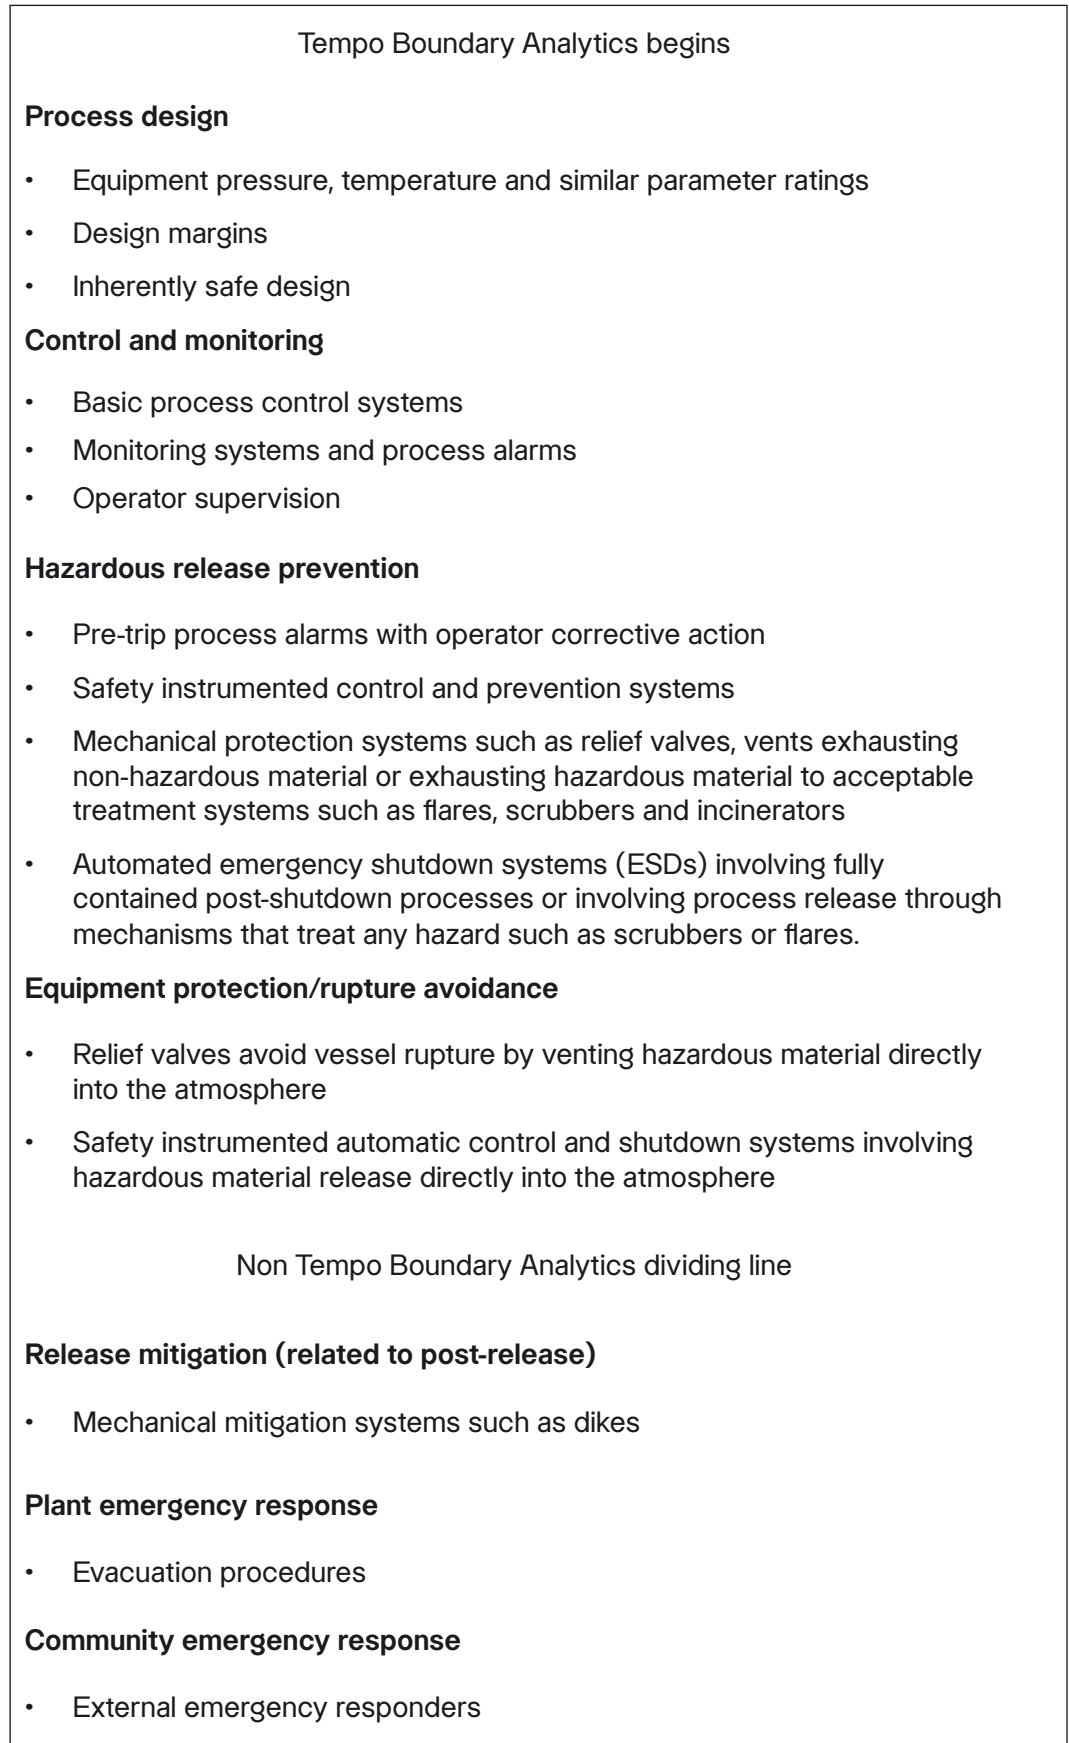 Tempo Boundary Analytics begins
Process design
• Equipment pressure, temperature and similar parameter ratings
• Design margins
• Inherently safe design
Control and monitoring
• Basic process control systems
• Monitoring systems and process alarms
• Operator supervision
Hazardous release prevention
• Pre-trip process alarms with operator corrective action
• Safety instrumented control and prevention systems
• Mechanical protection systems such as relief valves, vents exhausting
non-hazardous material or exhausting hazardous material to acceptable
treatment systems such as flares, scrubbers and incinerators
• Automated emergency shutdown systems (ESDs) involving fully
contained post-shutdown processes or involving process release through
mechanisms that treat any hazard such as scrubbers or flares.
Equipment protection/rupture avoidance
• Relief valves avoid vessel rupture by venting hazardous material directly
into the atmosphere
• Safety instrumented automatic control and shutdown systems involving
hazardous material release directly into the atmosphere
Non Tempo Boundary Analytics dividing line
Release mitigation (related to post-release)
• Mechanical mitigation systems such as dikes
Plant emergency response
• Evacuation procedures
Community emergency response
• External emergency responders